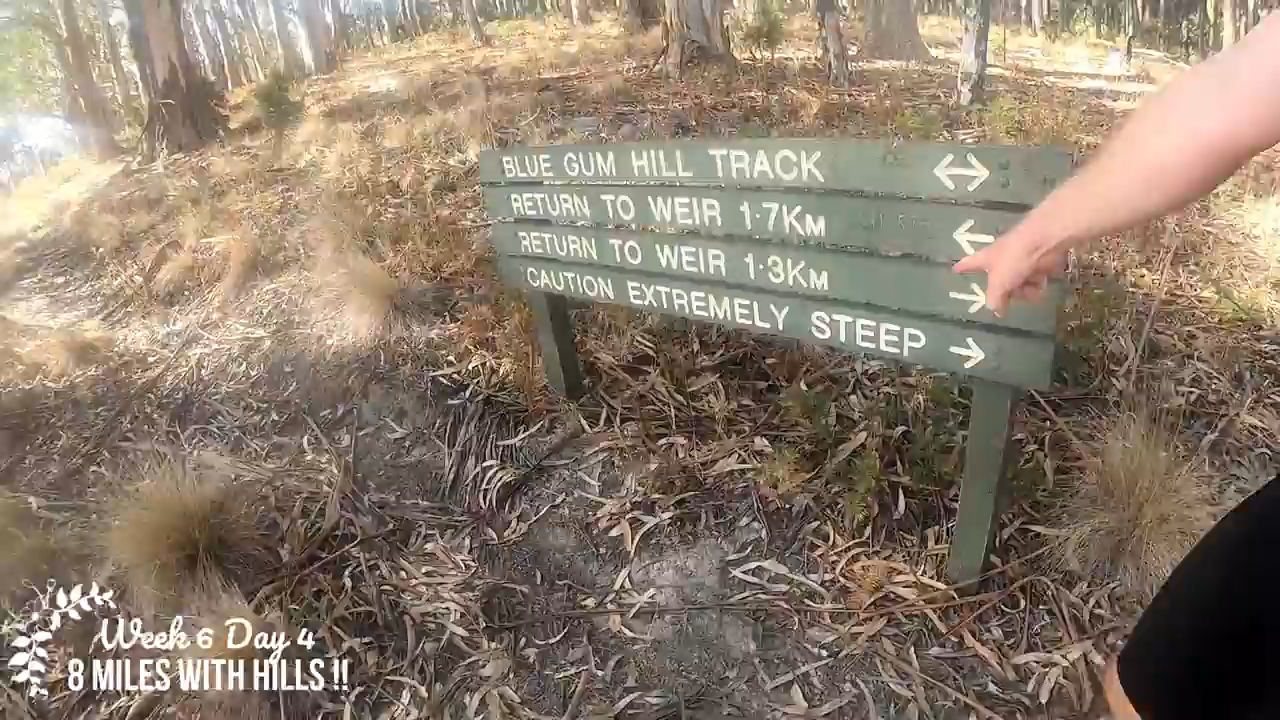 BLUE GUM HILL TRACK ↔
RETURN TO WEIR 1·7KM ←
RETURN TO WEIR 1·3KM →
CAUTION EXTREMELY STEEP →
Week 6 Day 4
8 MILES WITH HILLS !!